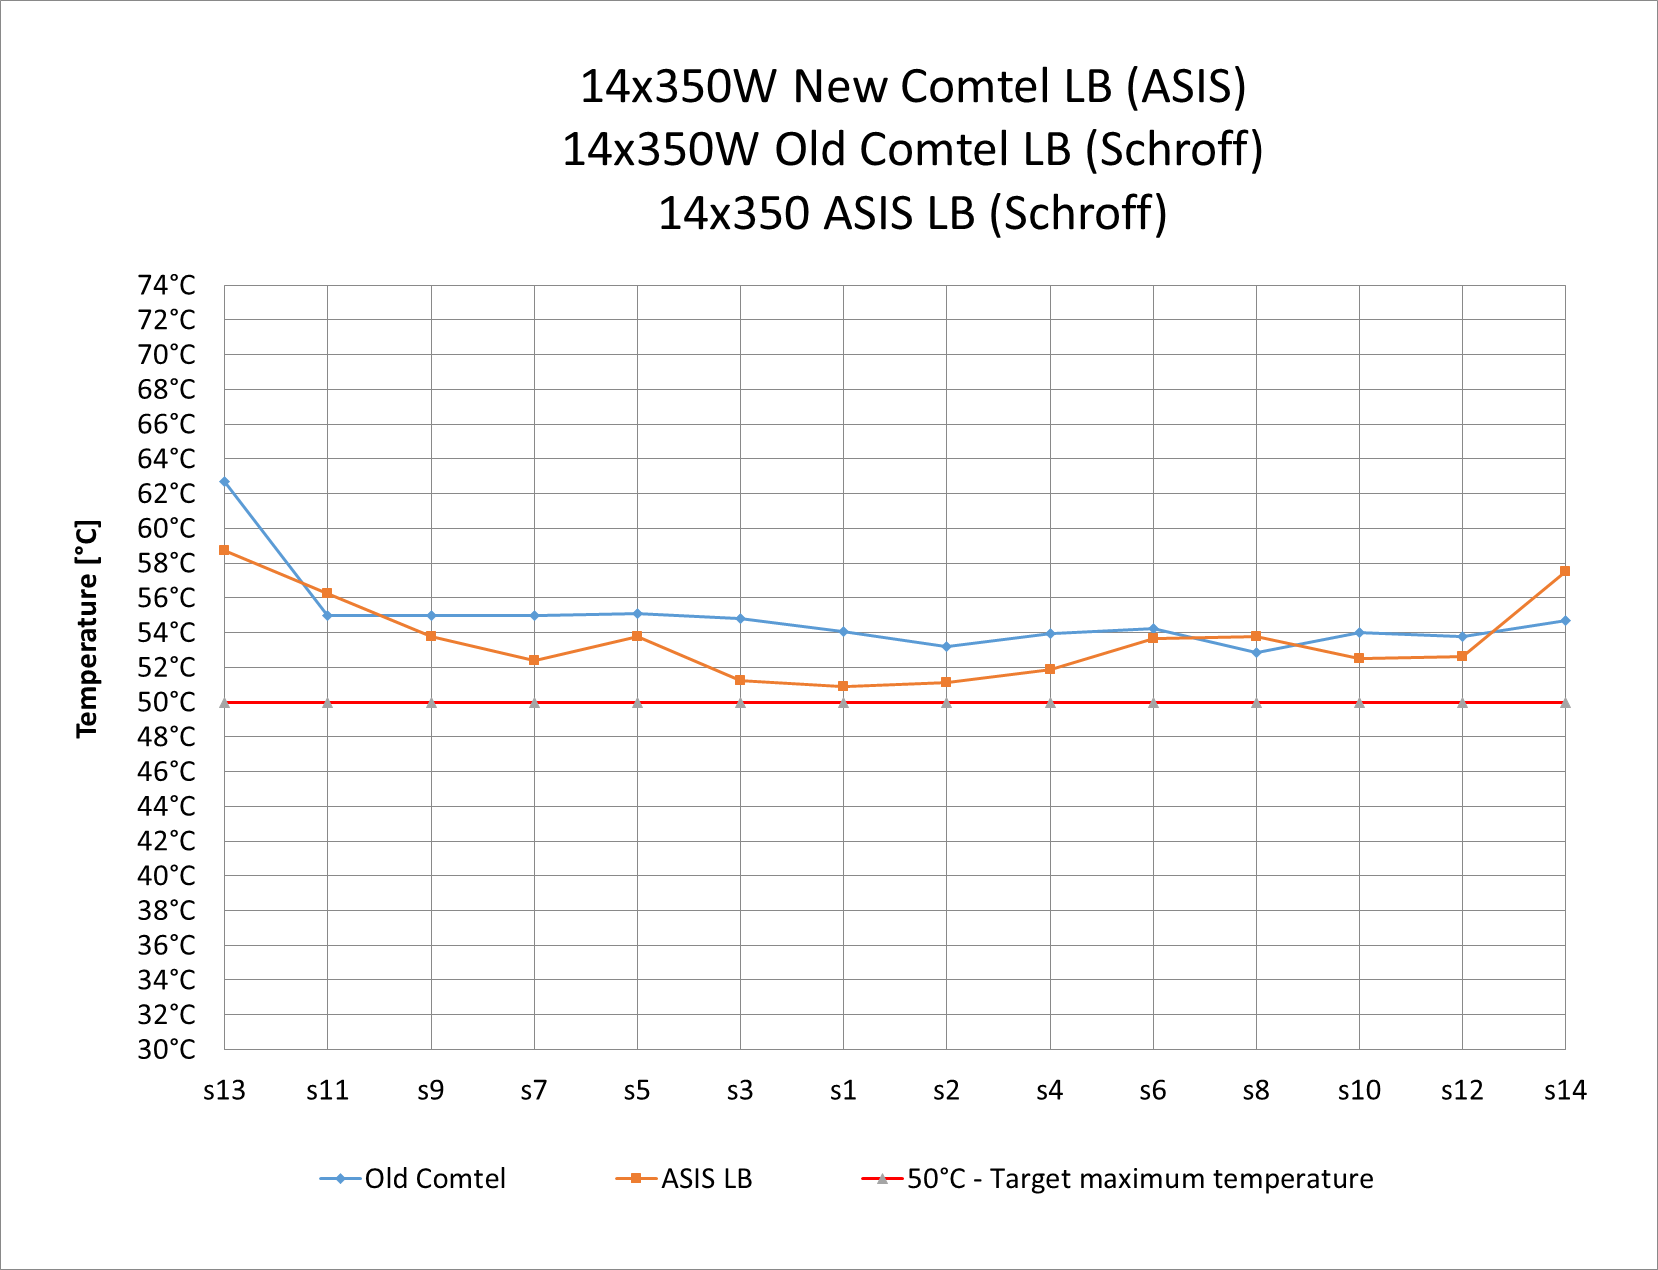 14x350W New Comtel LB (ASIS)
14x350W Old Comtel LB (Schroff)
14x350 ASIS LB (Schroff)
74°C
72°C
70°C
68°C
66°C
64°C
62°C
60°C
58°C
56°C
54°C
52°C
50°C
48°C
46°C
44°C
42°C
40°C
38°C
36°C
34°C
32°C
30°C
Temperature [°C]
s13 s11 s9 s7 s5 s3 s1 s2 s4 s6 s8 s10 s12 s14
Old Comtel ASIS LB 50°C - Target maximum temperature